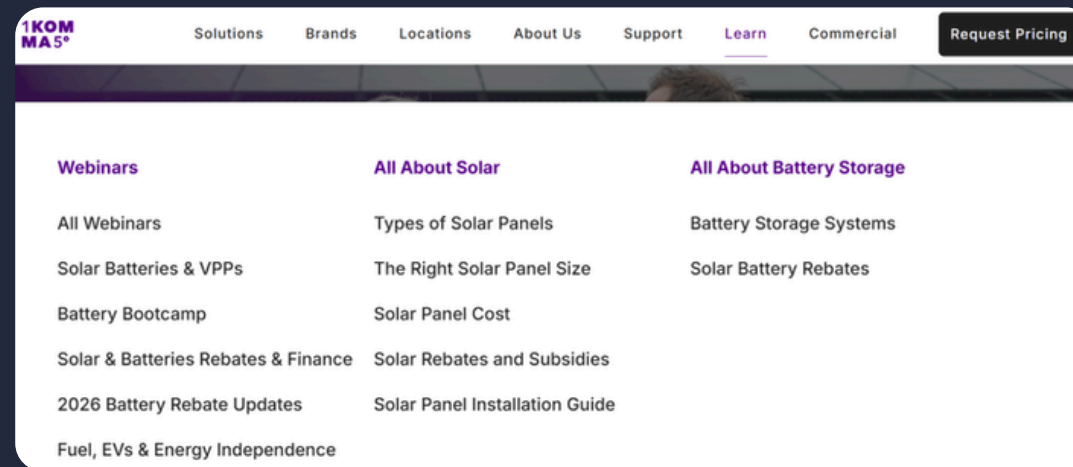 1KOM
MA5°
Solutions
Brands
Locations
About Us
Support
Learn
Commercial
Request Pricing
Webinars
All Webinars
Solar Batteries & VPPs
Battery Bootcamp
Solar & Batteries Rebates & Finance
2026 Battery Rebate Updates
Fuel, EVs & Energy Independence
All About Solar
Types of Solar Panels
The Right Solar Panel Size
Solar Panel Cost
Solar Rebates and Subsidies
Solar Panel Installation Guide
All About Battery Storage
Battery Storage Systems
Solar Battery Rebates